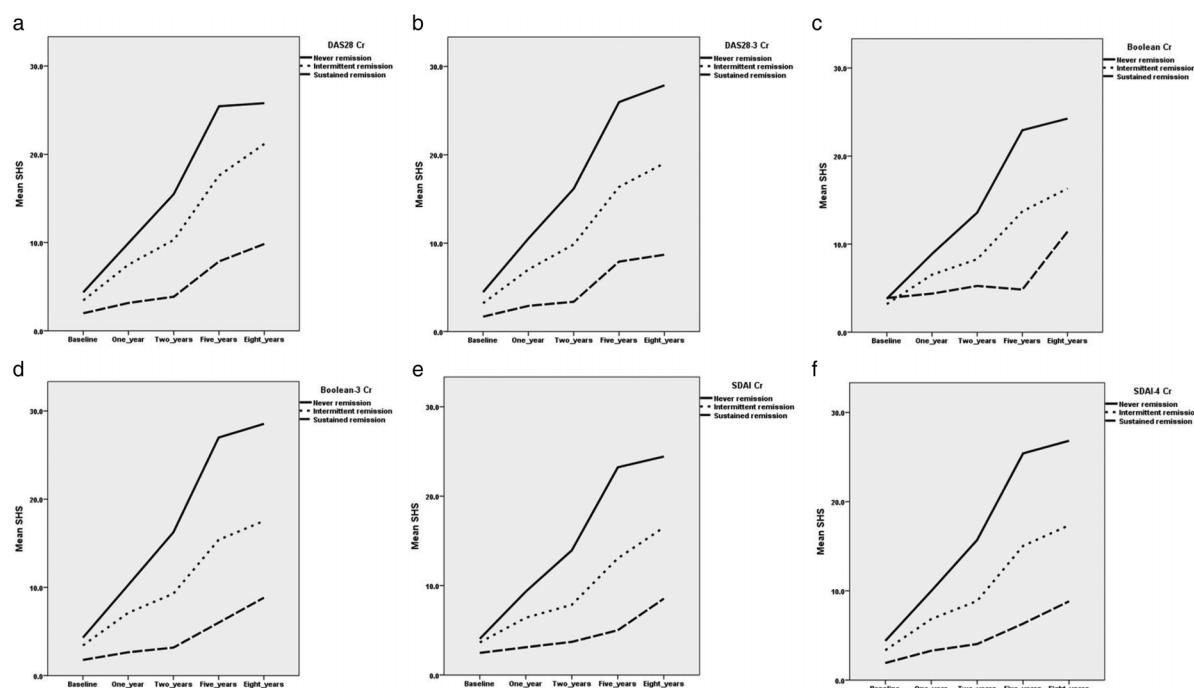 a
DAS28 Cr
Never remission
Intermittent remission
Sustained remission
30.0
20.0
10.0
0.0
Mean SHS
Baseline One_year Two_years Five_years Eight_years
b
DAS28-3 Cr
Never remission
Intermittent remission
Sustained remission
30.0
20.0
10.0
0.0
Mean SHS
Baseline One_year Two_years Five_years Eight_years
c
Boolean Cr
Never remission
Intermittent remission
Sustained remission
30.0
20.0
10.0
0.0
Mean SHS
Baseline One_year Two_years Five_years Eight_years
d
Boolean-3 Cr
Never remission
Intermittent remission
Sustained remission
30.0
20.0
10.0
0.0
Mean SHS
Baseline One_year Two_years Five_years Eight_years
e
SDAI Cr
Never remission
Intermittent remission
Sustained remission
30.0
20.0
10.0
0.0
Mean SHS
Baseline One_year Two_years Five_years Eight_years
f
SDAI-4 Cr
Never remission
Intermittent remission
Sustained remission
30.0
20.0
10.0
0.0
Mean SHS
Baseline One_year Two_years Five_years Eight_years